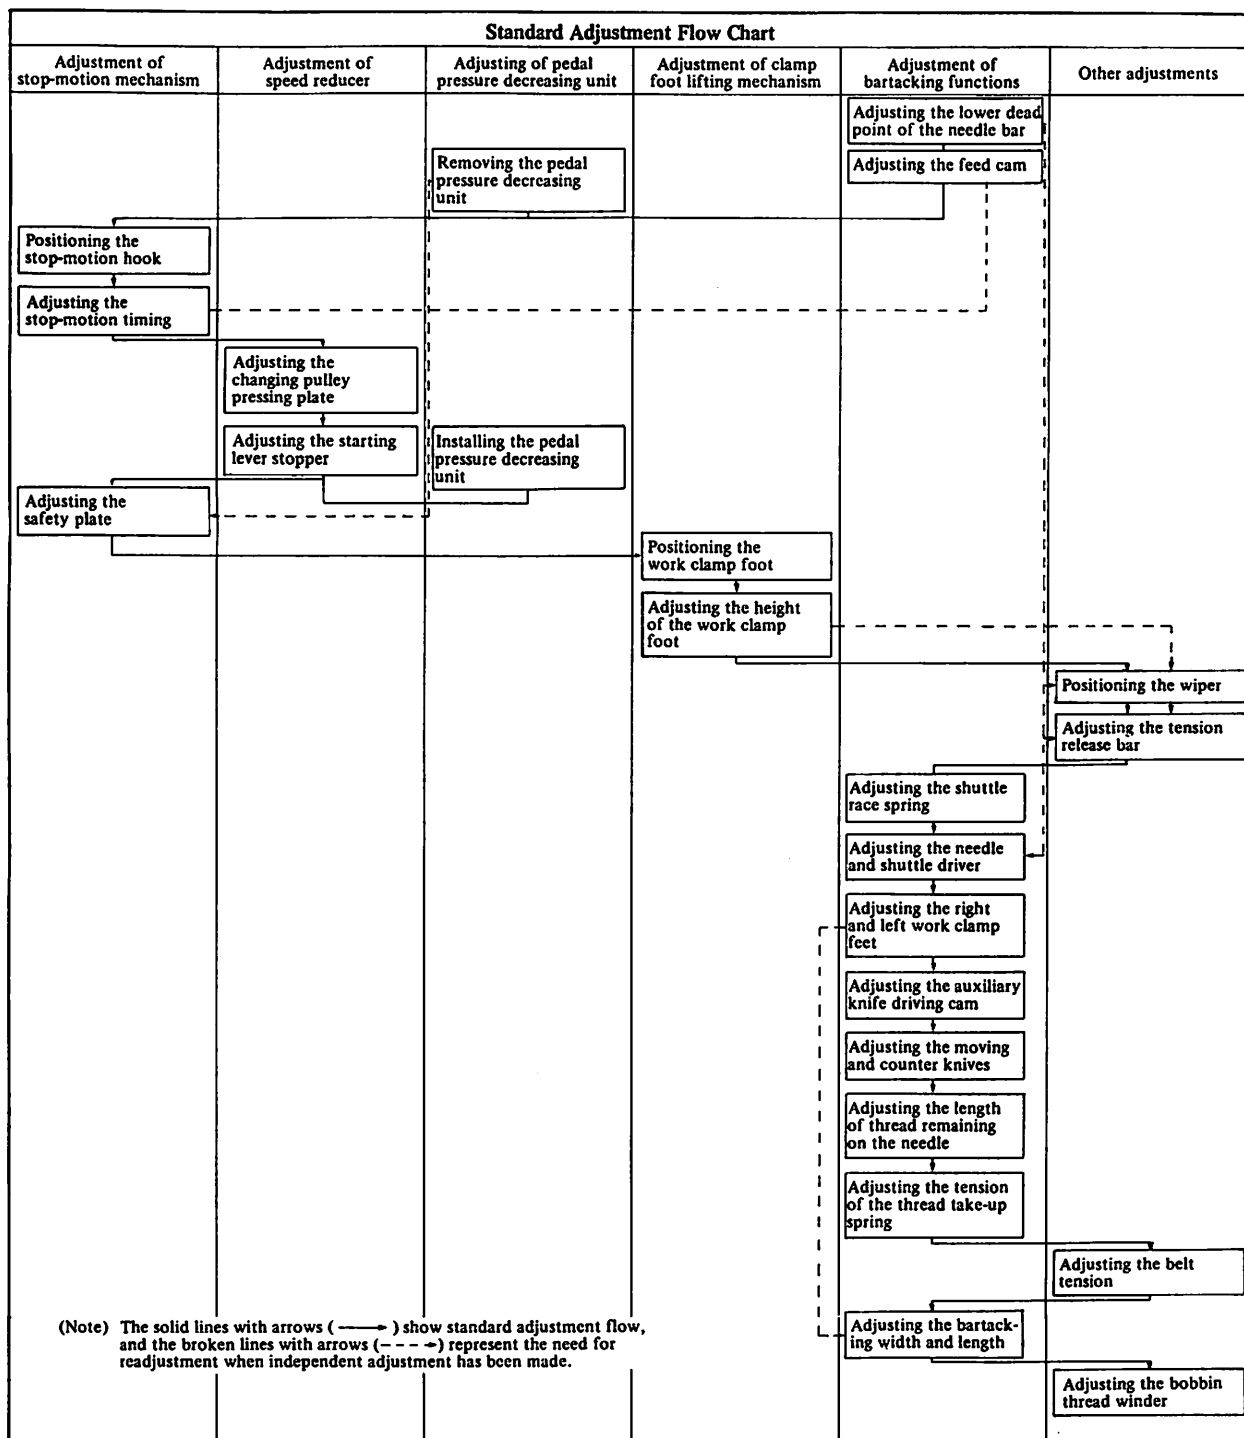 Standard Adjustment Flow Chart
Adjustment of
stop-motion mechanism
Adjustment of
speed reducer
Adjusting of pedal
pressure decreasing unit
Adjustment of clamp
foot lifting mechanism
Adjustment of
bartacking functions
Other adjustments
Adjusting the lower dead
point of the needle bar
Adjusting the feed cam
Removing the pedal
pressure decreasing
unit
Positioning the
stop-motion hook
Adjusting the
stop-motion timing
Adjusting the
changing pulley
pressing plate
Adjusting the starting
lever stopper
Installing the pedal
pressure decreasing
unit
Adjusting the
safety plate
Positioning the
work clamp foot
Adjusting the height
of the work clamp
foot
Positioning the wiper
Adjusting the tension
release bar
Adjusting the shuttle
race spring
Adjusting the needle
and shuttle driver
Adjusting the right
and left work clamp
feet
Adjusting the auxiliary
knife driving cam
Adjusting the moving
and counter knives
Adjusting the length
of thread remaining
on the needle
Adjusting the tension
of the thread take-up
spring
Adjusting the belt
tension
Adjusting the bartack-
ing width and length
Adjusting the bobbin
thread winder
(Note) The solid lines with arrows ( ——→ ) show standard adjustment flow,
and the broken lines with arrows (- - - →) represent the need for
readjustment when independent adjustment has been made.